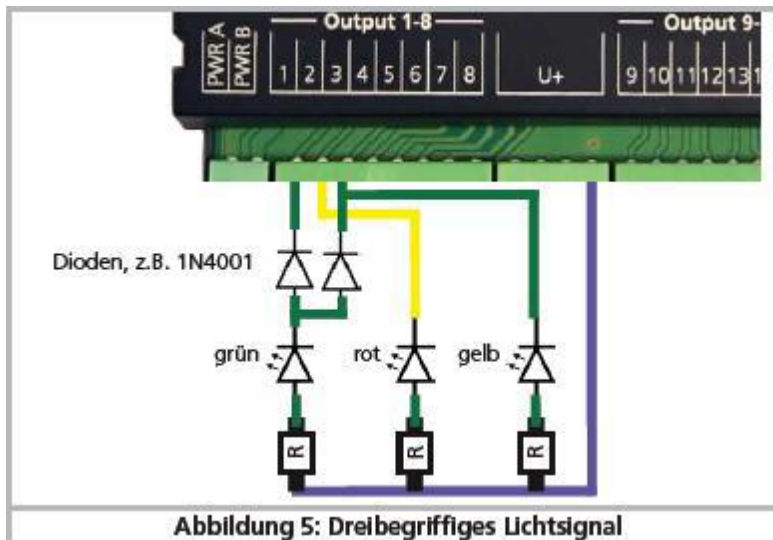 Output 1-8
Output 9-
PWR A
PWR B
1 2 3 4 5 6 7 8
U+
9 10 11 12 13
Dioden, z.B. 1N4001
grün
rot
gelb
R
R
R
Abbildung 5: Dreibegriffiges Lichtsignal